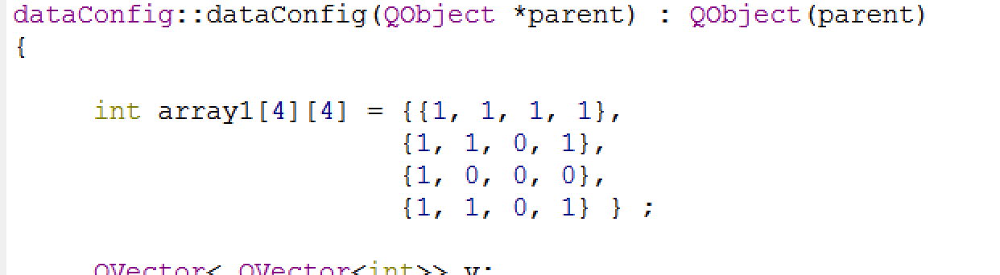 dataConfig::dataConfig(QObject *parent) : QObject(parent)
{
int array1[4][4] = {{1, 1, 1, 1},
{1, 1, 0, 1},
{1, 0, 0, 0},
{1, 1, 0, 1} } ;
QVector< QVector<int>> v;